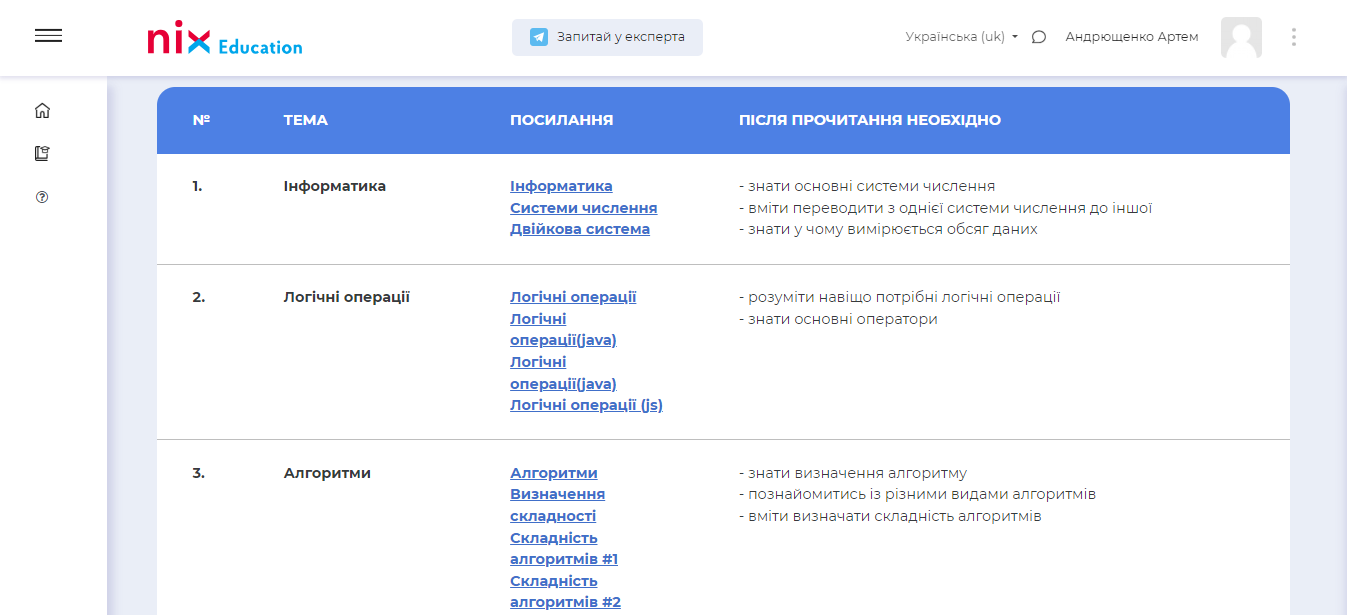 nix Education
Запитай у експерта
Українська (uk)
Андрющенко Артем
№ ТЕМА ПОСИЛАННЯ ПІСЛЯ ПРОЧИТАННЯ НЕОБХІДНО
1. Інформатика
Інформатика
Системи числення
Двійкова система
- знати основні системи числення
- вміти переводити з однієї системи числення до іншої
- знати у чому вимірюється обсяг даних
2. Логічні операції
Логічні операції
Логічні
операції(java)
Логічні
операції(java)
Логічні операції (js)
- розуміти навіщо потрібні логічні операції
- знати основні оператори
3. Алгоритми
Алгоритми
Визначення
складності
Складність
алгоритмів #1
Складність
алгоритмів #2
- знати визначення алгоритму
- познайомитись із різними видами алгоритмів
- вміти визначати складність алгоритмів